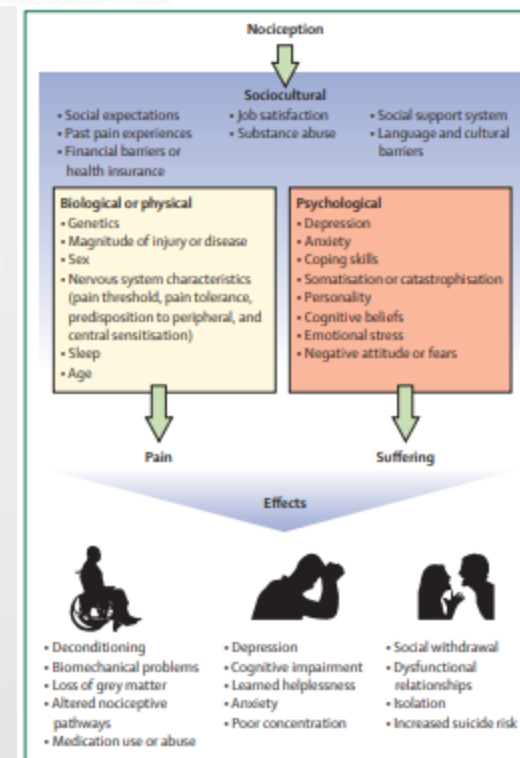 Nociception
Sociocultural
• Social expectations
• Past pain experiences
• Financial barriers or
health insurance
• Job satisfaction
• Substance abuse
• Social support system
• Language and cultural
barriers
Biological or physical
• Genetics
• Magnitude of injury or disease
• Sex
• Nervous system characteristics
(pain threshold, pain tolerance,
predisposition to peripheral, and
central sensitisation)
• Sleep
• Age
Psychological
• Depression
• Anxiety
• Coping skills
• Somatisation or catastrophisation
• Personality
• Cognitive beliefs
• Emotional stress
• Negative attitude or fears
Pain
Suffering
Effects
• Deconditioning
• Biomechanical problems
• Loss of grey matter
• Altered nociceptive
pathways
• Medication use or abuse
• Depression
• Cognitive impairment
• Learned helplessness
• Anxiety
• Poor concentration
• Social withdrawal
• Dysfunctional
relationships
• Isolation
• Increased suicide risk